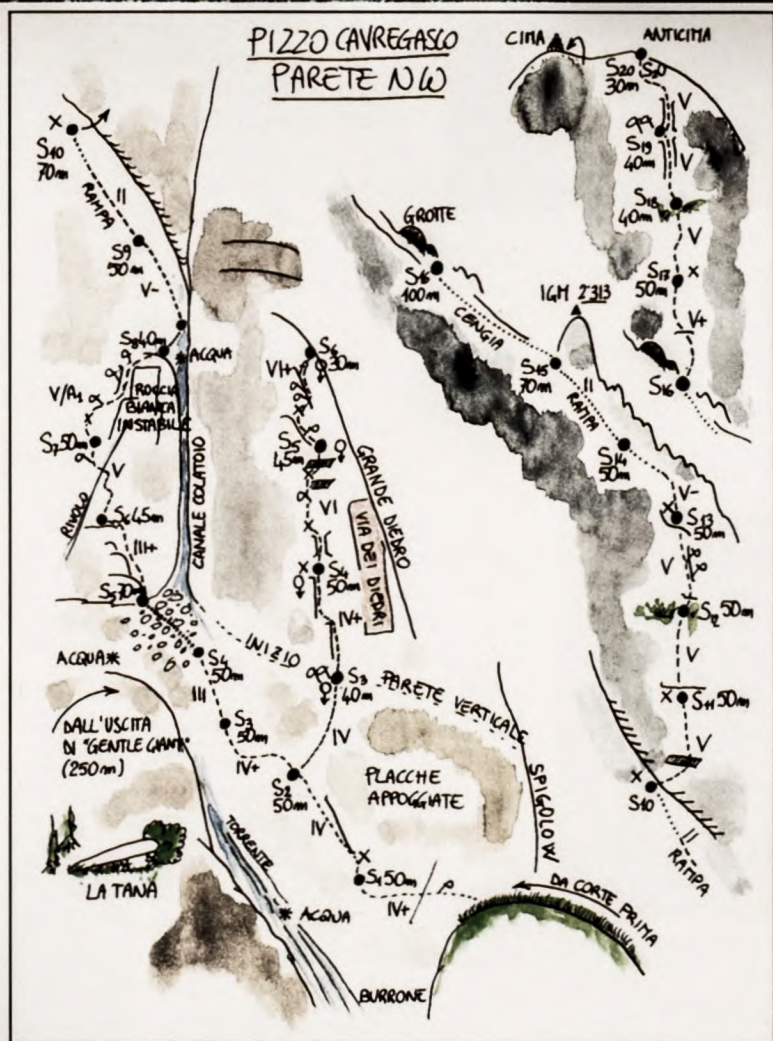 PIZZO CAVREGASCO
PARETE NW
CIMA
ANTICIMA
S20 S20
30m
V
S19
40m
V
S18
40m
V
S17
50m
V+
S16
S10
70m
RAMPA
II
S9
50m
V-
S8 40m
ACQUA
V/A1
ROCCIA
BIANCA
INSTABILE
S7 50m
V
RIVOLO
S6 45m
III+
S5 70m
CANALE COLATOIO
S6
30m
VI+
S5
45m
VI
GRANDE DIEDRO
VIA DEI DIEDRI
S4
50m
IV+
S3
40m
IV
INIZIO
PARETE VERTICALE
GROTTE
S16
100m
CENGIA
IGM 2313
S15
70m
II
RAMPA
S14
50m
V-
S13
50m
V
S12 50m
V
S11 50m
V
S10
II
RAMPA
ACQUA
S4
50m
III
S3
50m
IV+
S2
50m
IV
DALL'USCITA
DI "GENTLE GIANT"
(250m)
PLACCHE
APPOGGIATE
SPIGOLO W
LA TANA
TORRENTE
ACQUA
S1 50m
IV+
DA CORTE PRIMA
BURRONE